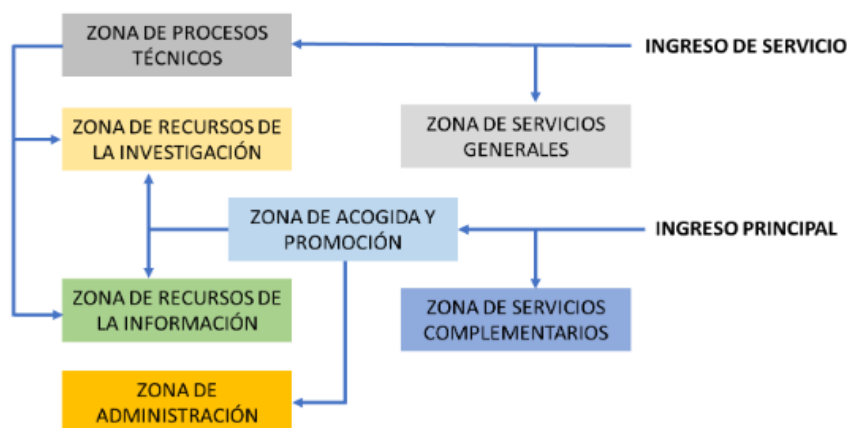 ZONA DE PROCESOS
TÉCNICOS
INGRESO DE SERVICIO
ZONA DE RECURSOS DE
LA INVESTIGACIÓN
ZONA DE SERVICIOS
GENERALES
ZONA DE ACOGIDA Y
PROMOCIÓN
INGRESO PRINCIPAL
ZONA DE RECURSOS DE
LA INFORMACIÓN
ZONA DE SERVICIOS
COMPLEMENTARIOS
ZONA DE
ADMINISTRACIÓN